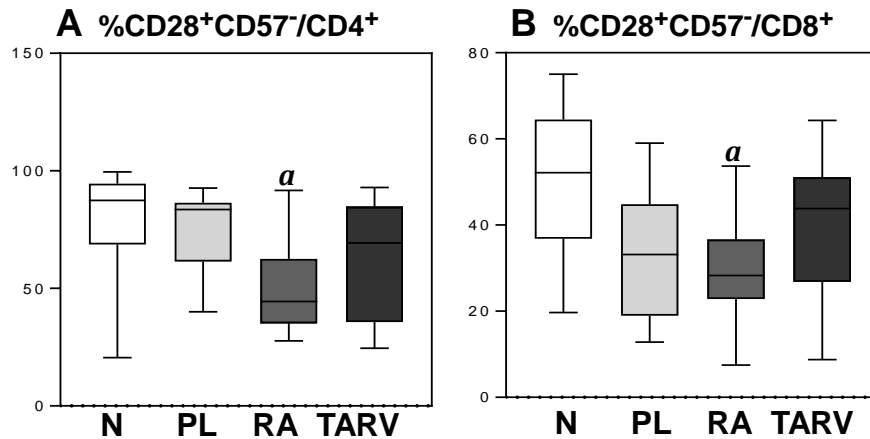 A %CD28⁺CD57⁻/CD4⁺
150
100
50
0
a
N PL RA TARV
B %CD28⁺CD57⁻/CD8⁺
80
60
40
20
0
a
N PL RA TARV